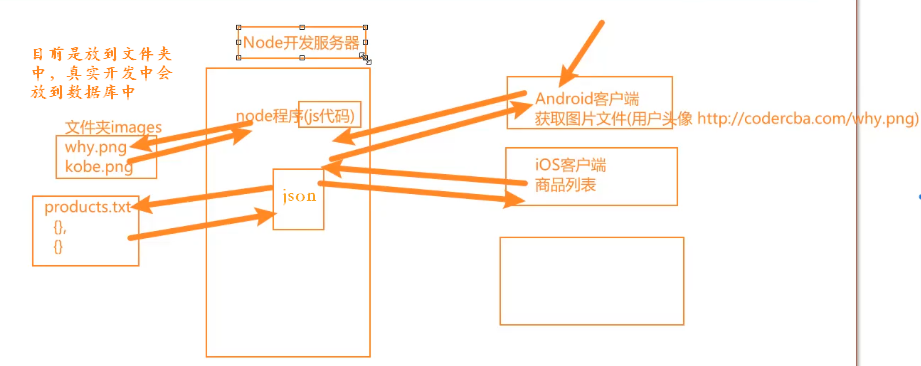 Node开发服务器
目前是放到文件夹
中，真实开发中会
放到数据库中
node程序(js代码)
文件夹images
why.png
kobe.png
products.txt
{},
{}
json
Android客户端
获取图片文件(用户头像 http://codercba.com/why.png)
iOS客户端
商品列表